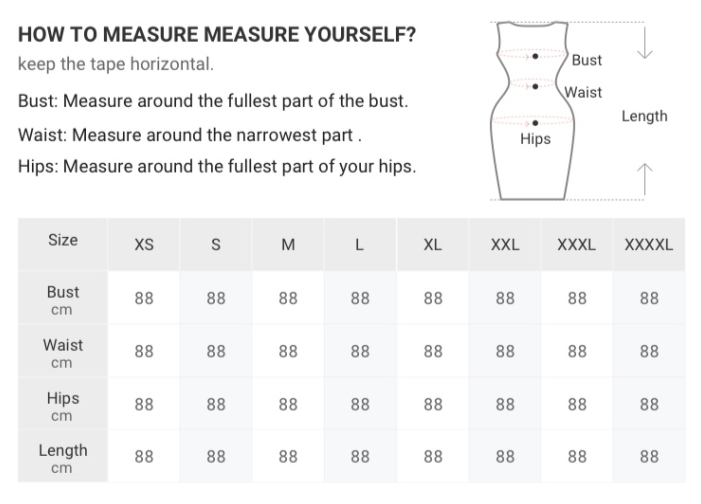 HOW TO MEASURE MEASURE YOURSELF?
keep the tape horizontal.
Bust: Measure around the fullest part of the bust.
Waist: Measure around the narrowest part .
Hips: Measure around the fullest part of your hips.
Bust
Waist
Length
Hips
Size XS S M L XL XXL XXXL XXXXL
Bust
cm 88 88 88 88 88 88 88 88
Waist
cm 88 88 88 88 88 88 88 88
Hips
cm 88 88 88 88 88 88 88 88
Length
cm 88 88 88 88 88 88 88 88